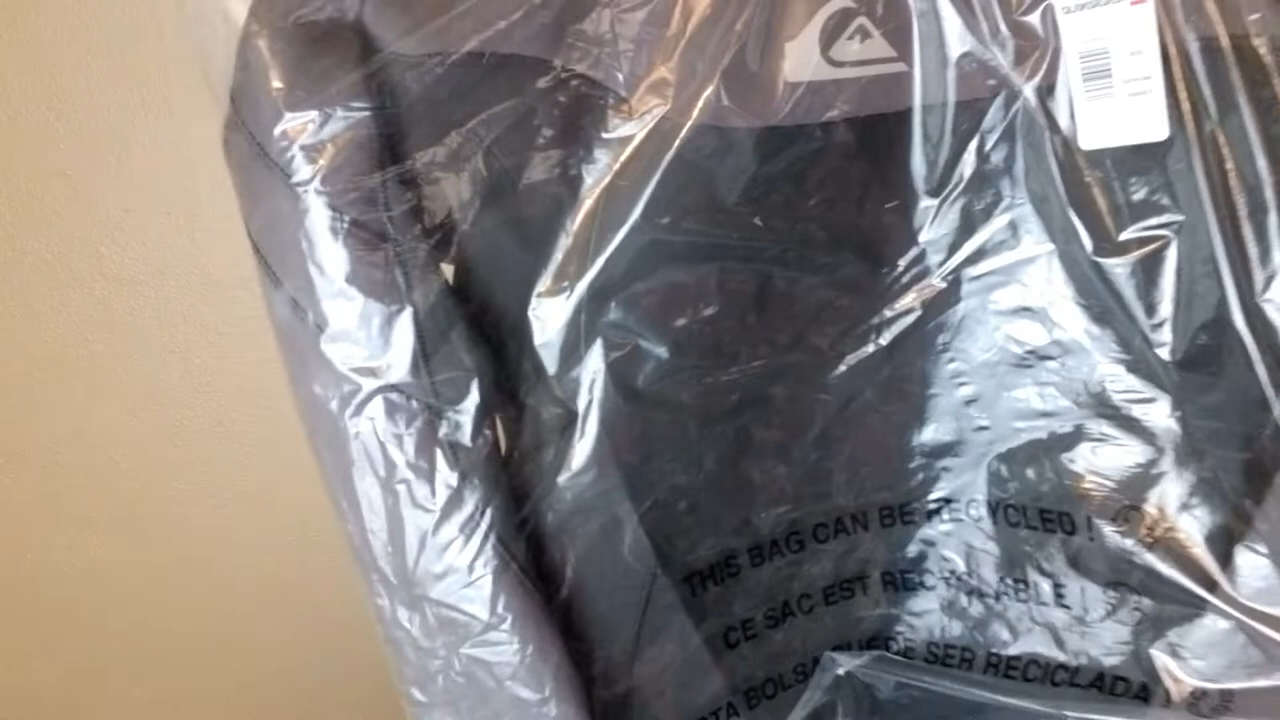 THIS BAG CAN BE RECYCLED !
CE SAC EST RECYCLABLE !
BOLSA PUEDE SER RECICLADA